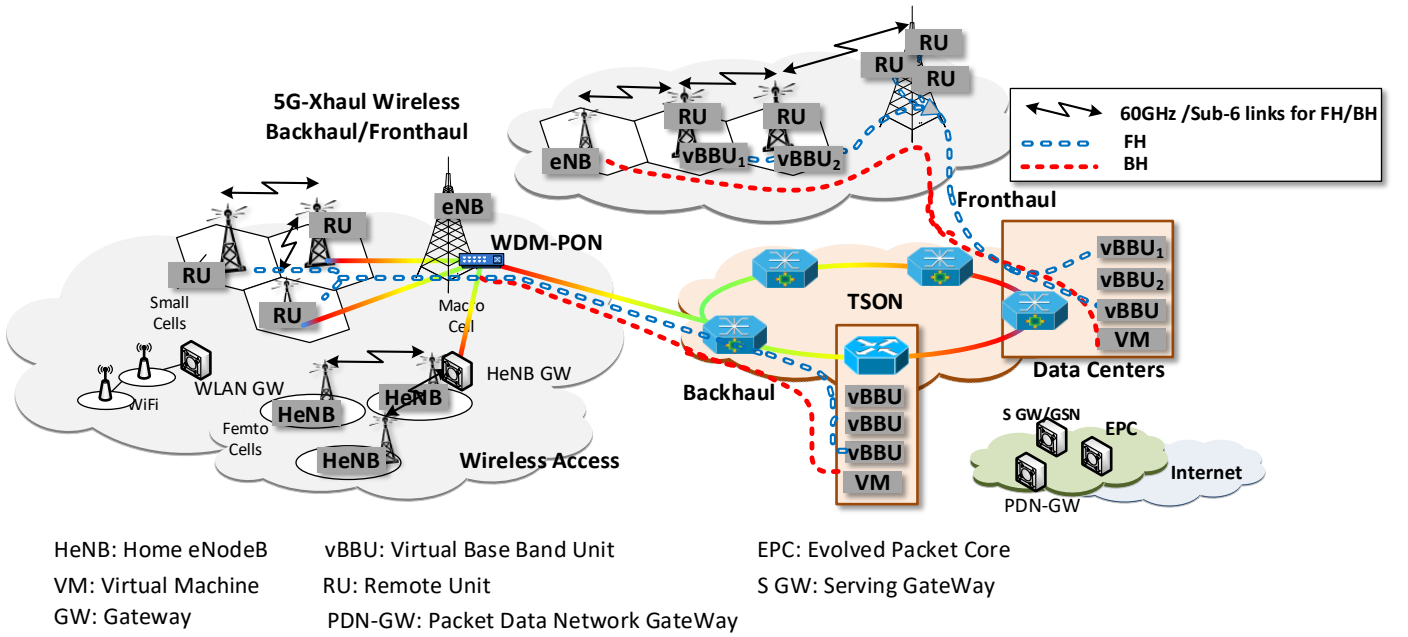 RU
RU
RU
5G-Xhaul Wireless
Backhaul/Fronthaul
RU
RU
eNB
vBBU1
vBBU2
60GHz /Sub-6 links for FH/BH
FH
BH
Fronthaul
eNB
RU
RU
RU
WDM-PON
Small
Cells
Macro
Cell
TSON
vBBU1
vBBU2
vBBU
VM
Data Centers
Backhaul
WLAN GW
WiFi
HeNB GW
HeNB
HeNB
Femto
Cells
HeNB
Wireless Access
vBBU
vBBU
vBBU
VM
S GW/GSN
EPC
Internet
PDN-GW
HeNB: Home eNodeB
vBBU: Virtual Base Band Unit
EPC: Evolved Packet Core
VM: Virtual Machine
RU: Remote Unit
S GW: Serving GateWay
GW: Gateway
PDN-GW: Packet Data Network GateWay